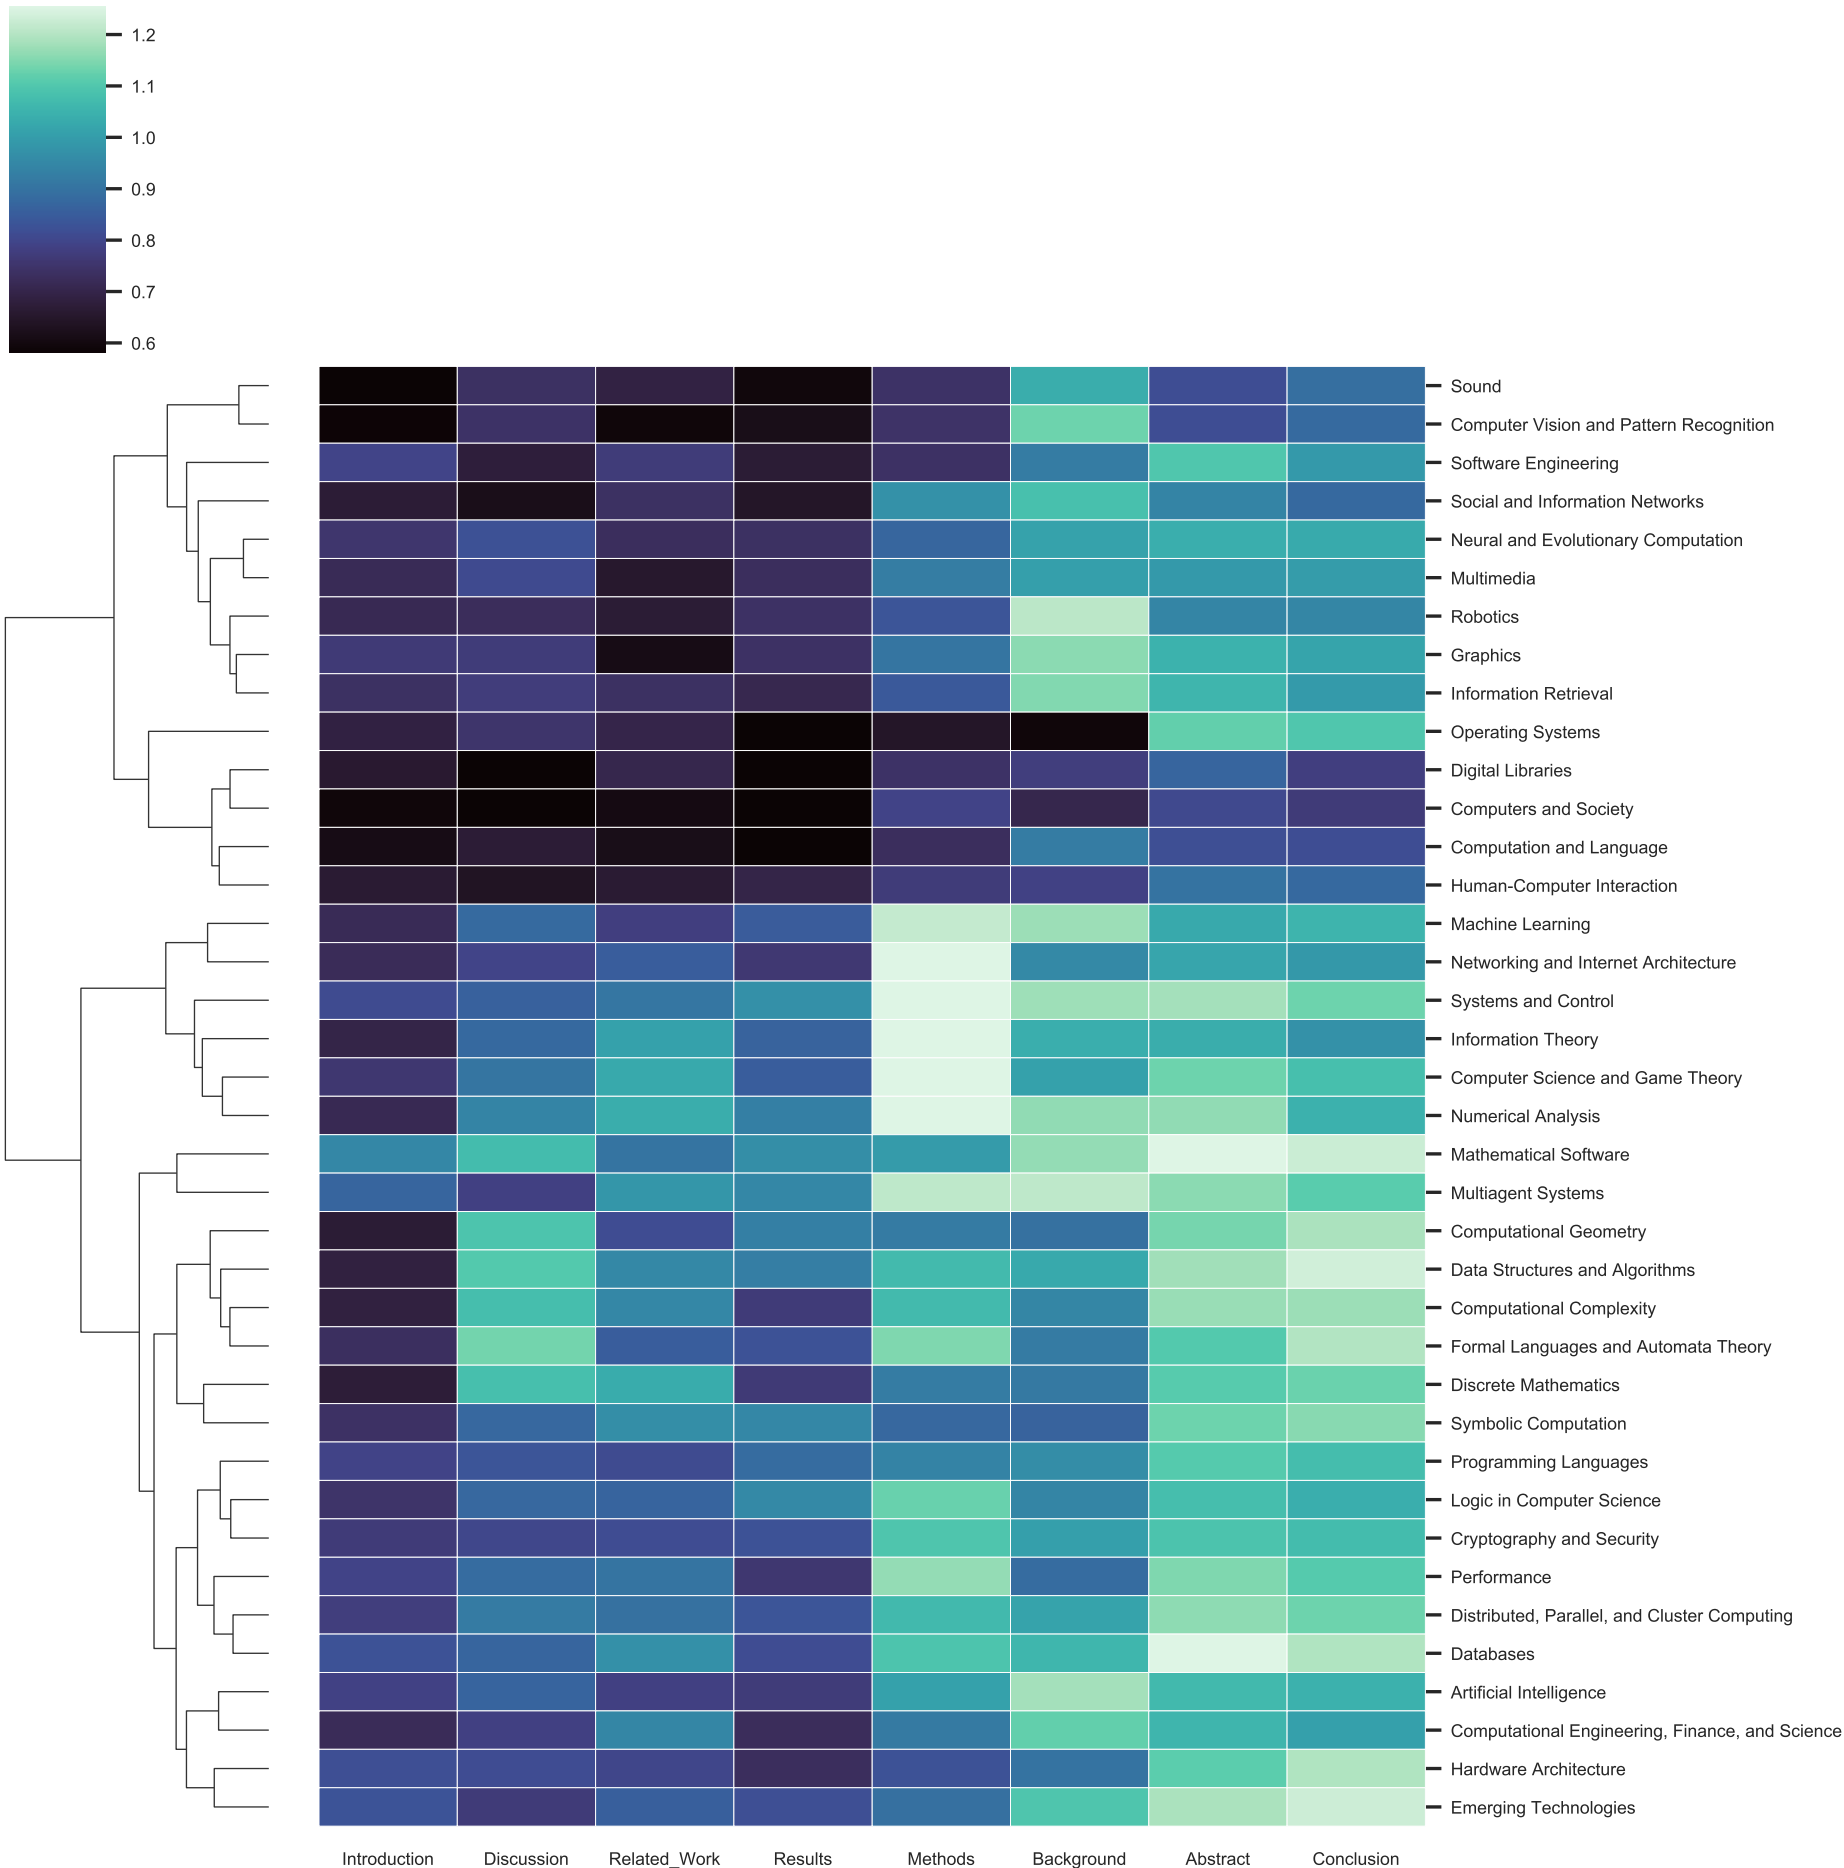 1.2
1.1
1.0
0.9
0.8
0.7
0.6
Sound
Computer Vision and Pattern Recognition
Software Engineering
Social and Information Networks
Neural and Evolutionary Computation
Multimedia
Robotics
Graphics
Information Retrieval
Operating Systems
Digital Libraries
Computers and Society
Computation and Language
Human-Computer Interaction
Machine Learning
Networking and Internet Architecture
Systems and Control
Information Theory
Computer Science and Game Theory
Numerical Analysis
Mathematical Software
Multiagent Systems
Computational Geometry
Data Structures and Algorithms
Computational Complexity
Formal Languages and Automata Theory
Discrete Mathematics
Symbolic Computation
Programming Languages
Logic in Computer Science
Cryptography and Security
Performance
Distributed, Parallel, and Cluster Computing
Databases
Artificial Intelligence
Computational Engineering, Finance, and Science
Hardware Architecture
Emerging Technologies
Introduction Discussion Related_Work Results Methods Background Abstract Conclusion